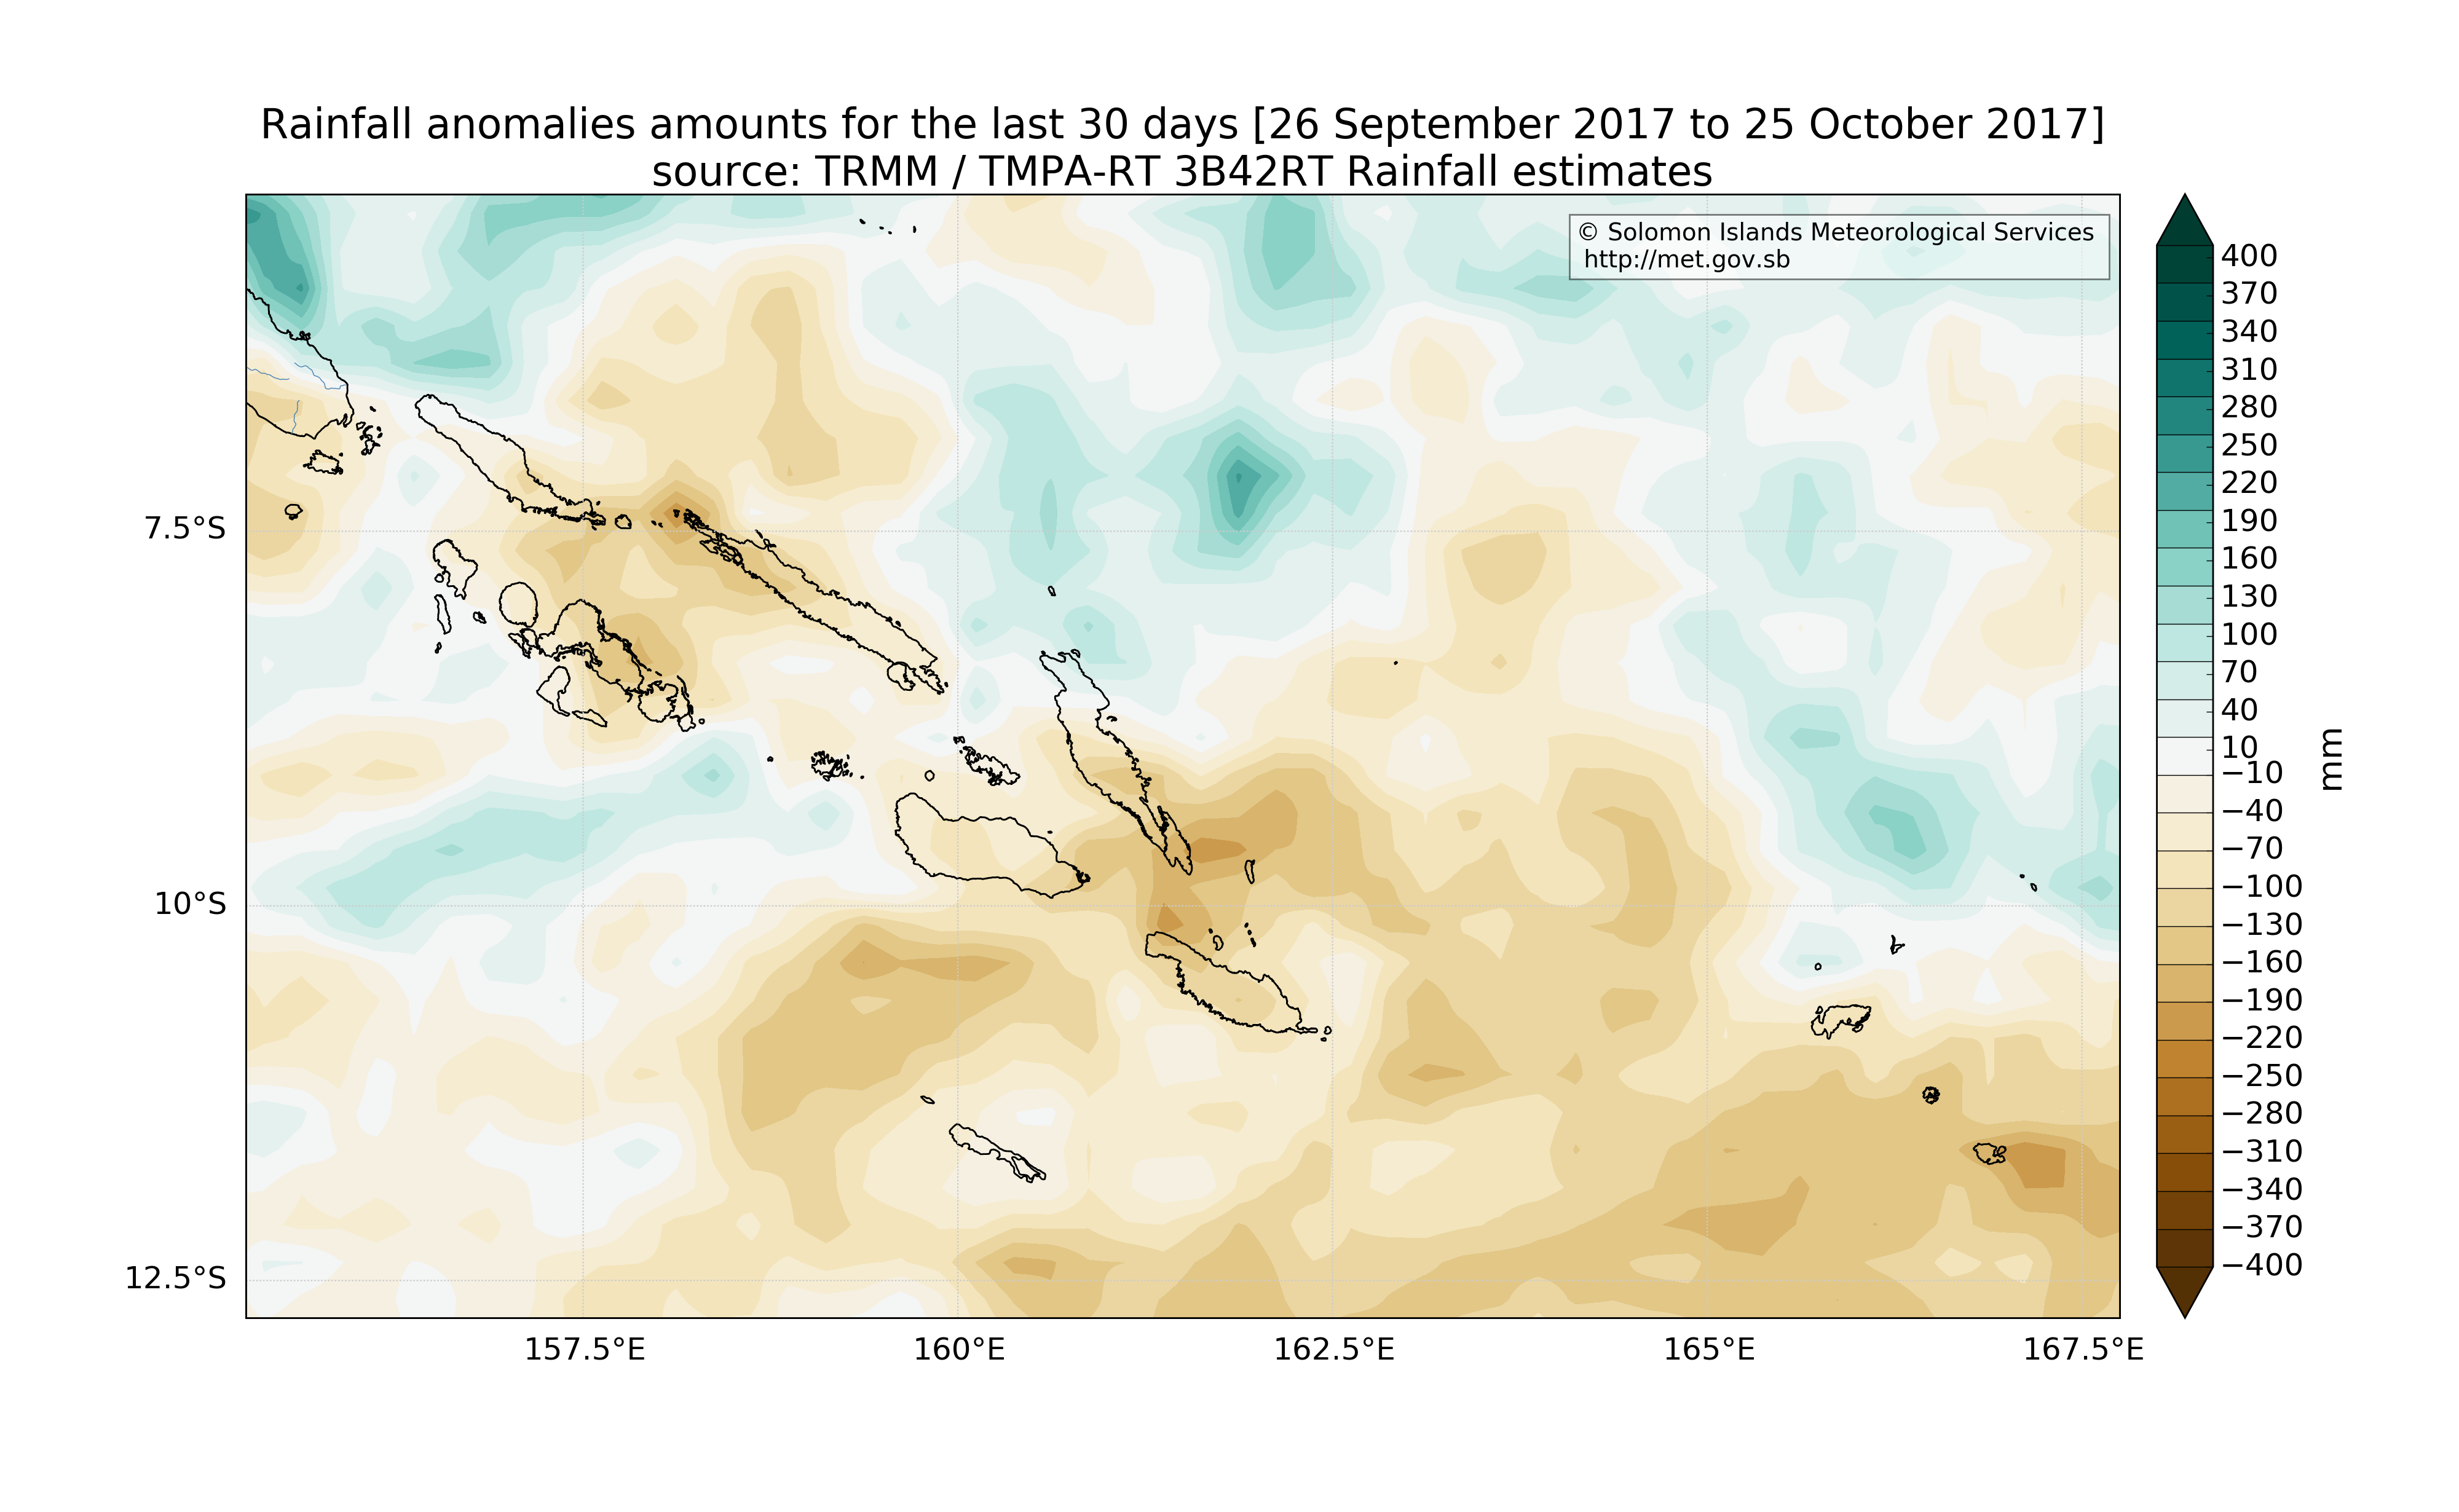 Rainfall anomalies amounts for the last 30 days [26 September 2017 to 25 October 2017]
source: TRMM / TMPA-RT 3B42RT Rainfall estimates
© Solomon Islands Meteorological Services
http://met.gov.sb
7.5°S
10°S
12.5°S
157.5°E
160°E
162.5°E
165°E
167.5°E
400
370
340
310
280
250
220
190
160
130
100
70
40
10
−10
−40
−70
−100
−130
−160
−190
−220
−250
−280
−310
−340
−370
−400
mm